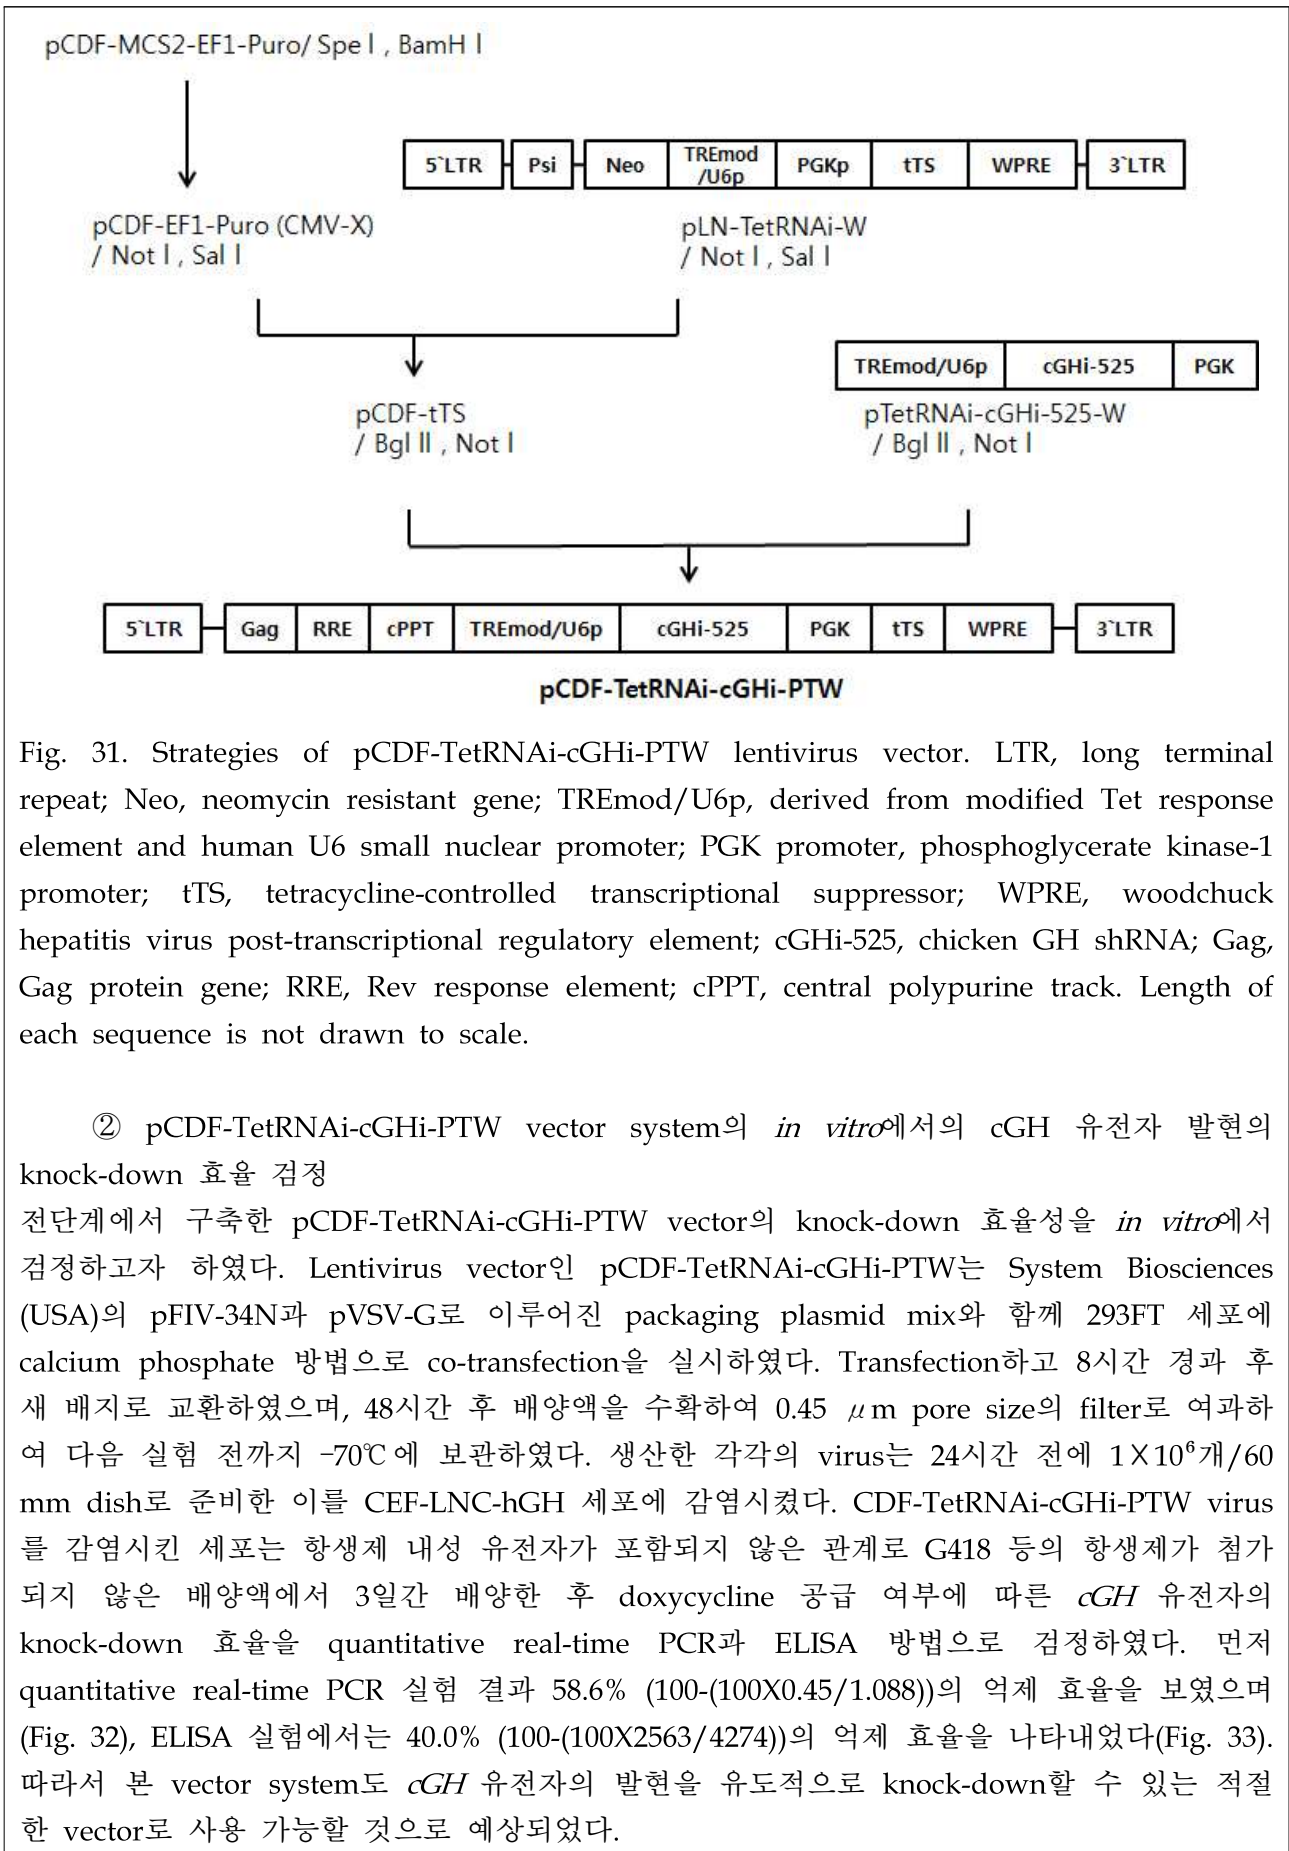 pCDF-MCS2-EF1-Puro/ Spe Ⅰ , BamH Ⅰ
5`LTR Psi Neo TREmod /U6p PGKp tTS WPRE 3`LTR
pCDF-EF1-Puro (CMV-X)
/ Not Ⅰ , Sal Ⅰ
pLN-TetRNAi-W
/ Not Ⅰ , Sal Ⅰ
TREmod/U6p cGHi-525 PGK
pCDF-tTS
/ Bgl Ⅱ , Not Ⅰ
pTetRNAi-cGHi-525-W
/ Bgl Ⅱ , Not Ⅰ
5`LTR Gag RRE cPPT TREmod/U6p cGHi-525 PGK tTS WPRE 3`LTR
pCDF-TetRNAi-cGHi-PTW
Fig. 31. Strategies of pCDF-TetRNAi-cGHi-PTW lentivirus vector. LTR, long terminal
repeat; Neo, neomycin resistant gene; TREmod/U6p, derived from modified Tet response
element and human U6 small nuclear promoter; PGK promoter, phosphoglycerate kinase-1
promoter; tTS, tetracycline-controlled transcriptional suppressor; WPRE, woodchuck
hepatitis virus post-transcriptional regulatory element; cGHi-525, chicken GH shRNA; Gag,
Gag protein gene; RRE, Rev response element; cPPT, central polypurine track. Length of
each sequence is not drawn to scale.
② pCDF-TetRNAi-cGHi-PTW vector system의 in vitro에서의 cGH 유전자 발현의
knock-down 효율 검정
전단계에서 구축한 pCDF-TetRNAi-cGHi-PTW vector의 knock-down 효율성을 in vitro에서
검정하고자 하였다. Lentivirus vector인 pCDF-TetRNAi-cGHi-PTW는 System Biosciences
(USA)의 pFIV-34N과 pVSV-G로 이루어진 packaging plasmid mix와 함께 293FT 세포에
calcium phosphate 방법으로 co-transfection을 실시하였다. Transfection하고 8시간 경과 후
새 배지로 교환하였으며, 48시간 후 배양액을 수확하여 0.45 μm pore size의 filter로 여과하
여 다음 실험 전까지 -70℃에 보관하였다. 생산한 각각의 virus는 24시간 전에 1×10⁶개/60
mm dish로 준비한 이를 CEF-LNC-hGH 세포에 감염시켰다. CDF-TetRNAi-cGHi-PTW virus
를 감염시킨 세포는 항생제 내성 유전자가 포함되지 않은 관계로 G418 등의 항생제가 첨가
되지 않은 배양액에서 3일간 배양한 후 doxycycline 공급 여부에 따른 cGH 유전자의
knock-down 효율을 quantitative real-time PCR과 ELISA 방법으로 검정하였다. 먼저
quantitative real-time PCR 실험 결과 58.6% (100-(100X0.45/1.088))의 억제 효율을 보였으며
(Fig. 32), ELISA 실험에서는 40.0% (100-(100X2563/4274))의 억제 효율을 나타내었다(Fig. 33).
따라서 본 vector system도 cGH 유전자의 발현을 유도적으로 knock-down할 수 있는 적절
한 vector로 사용 가능할 것으로 예상되었다.